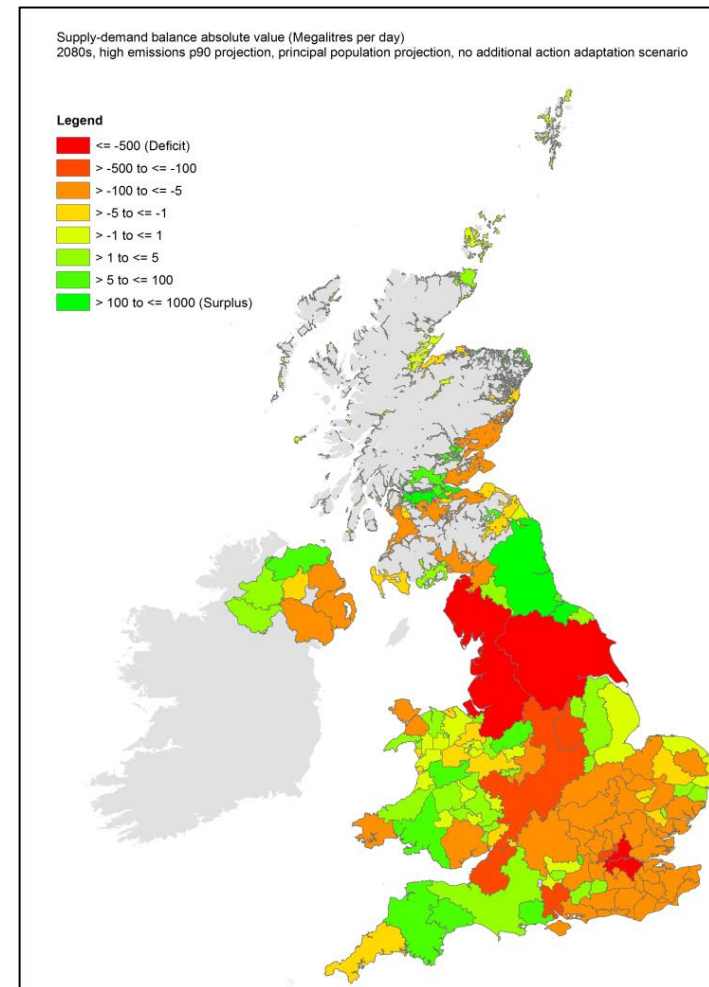 Supply-demand balance absolute value (Megalitres per day)
2080s, high emissions p90 projection, principal population projection, no additional action adaptation scenario
Legend
<= -500 (Deficit)
> -500 to <= -100
> -100 to <= -5
> -5 to <= -1
> -1 to <= 1
> 1 to <= 5
> 5 to <= 100
> 100 to <= 1000 (Surplus)